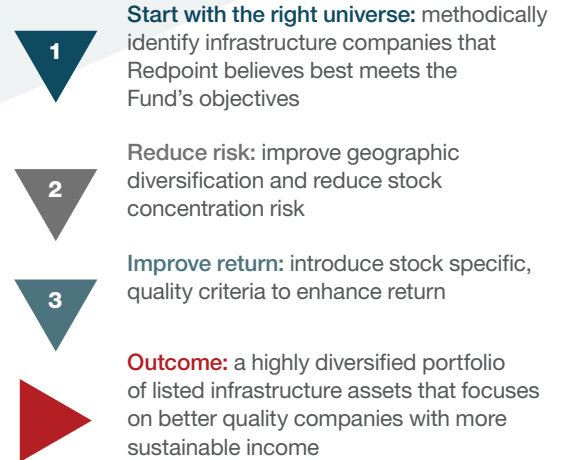 1
Start with the right universe: methodically
identify infrastructure companies that
Redpoint believes best meets the
Fund's objectives
2
Reduce risk: improve geographic
diversification and reduce stock
concentration risk
3
Improve return: introduce stock specific,
quality criteria to enhance return
Outcome: a highly diversified portfolio
of listed infrastructure assets that focuses
on better quality companies with more
sustainable income